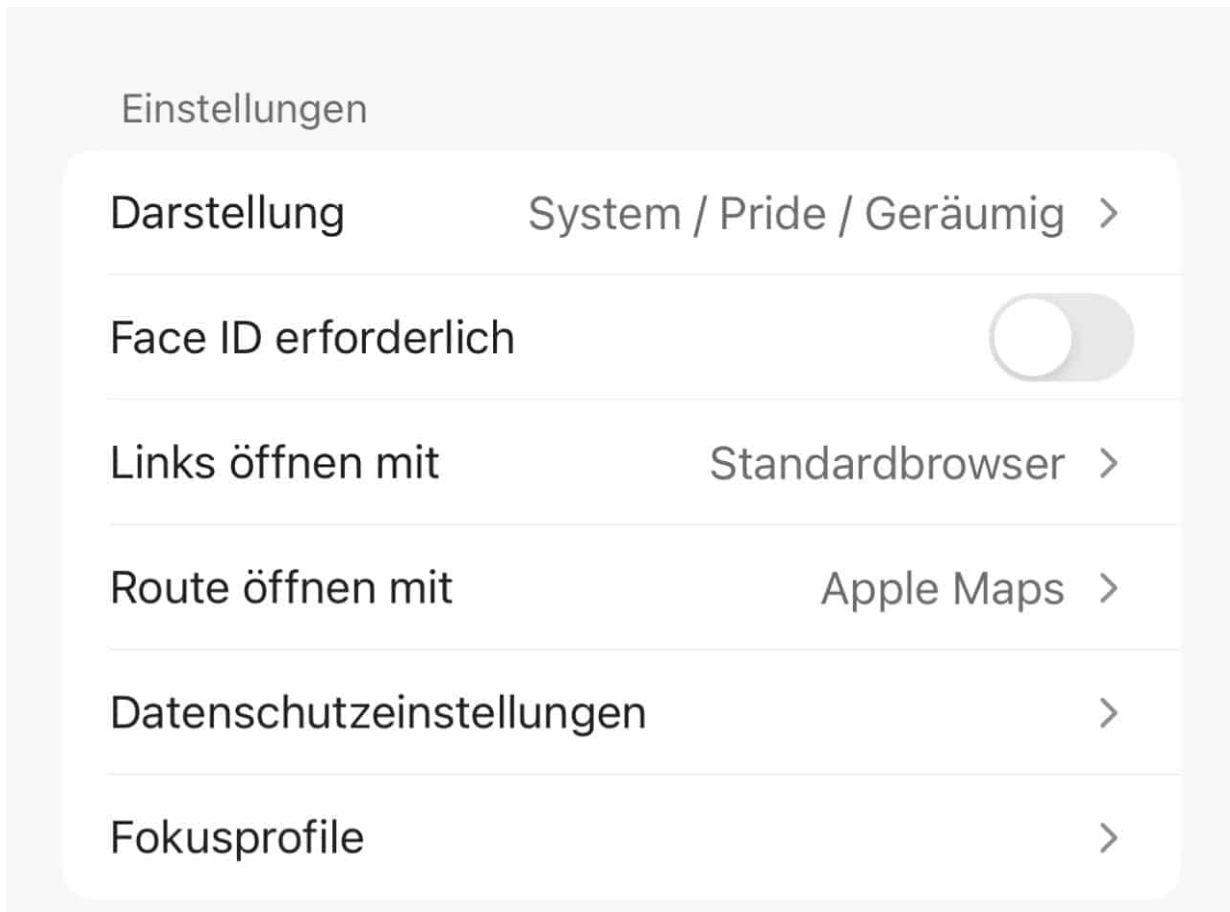 Einstellungen
Darstellung System / Pride / Geräumig
Face ID erforderlich
Links öffnen mit Standardbrowser
Route öffnen mit Apple Maps
Datenschutzeinstellungen
Fokusprofile